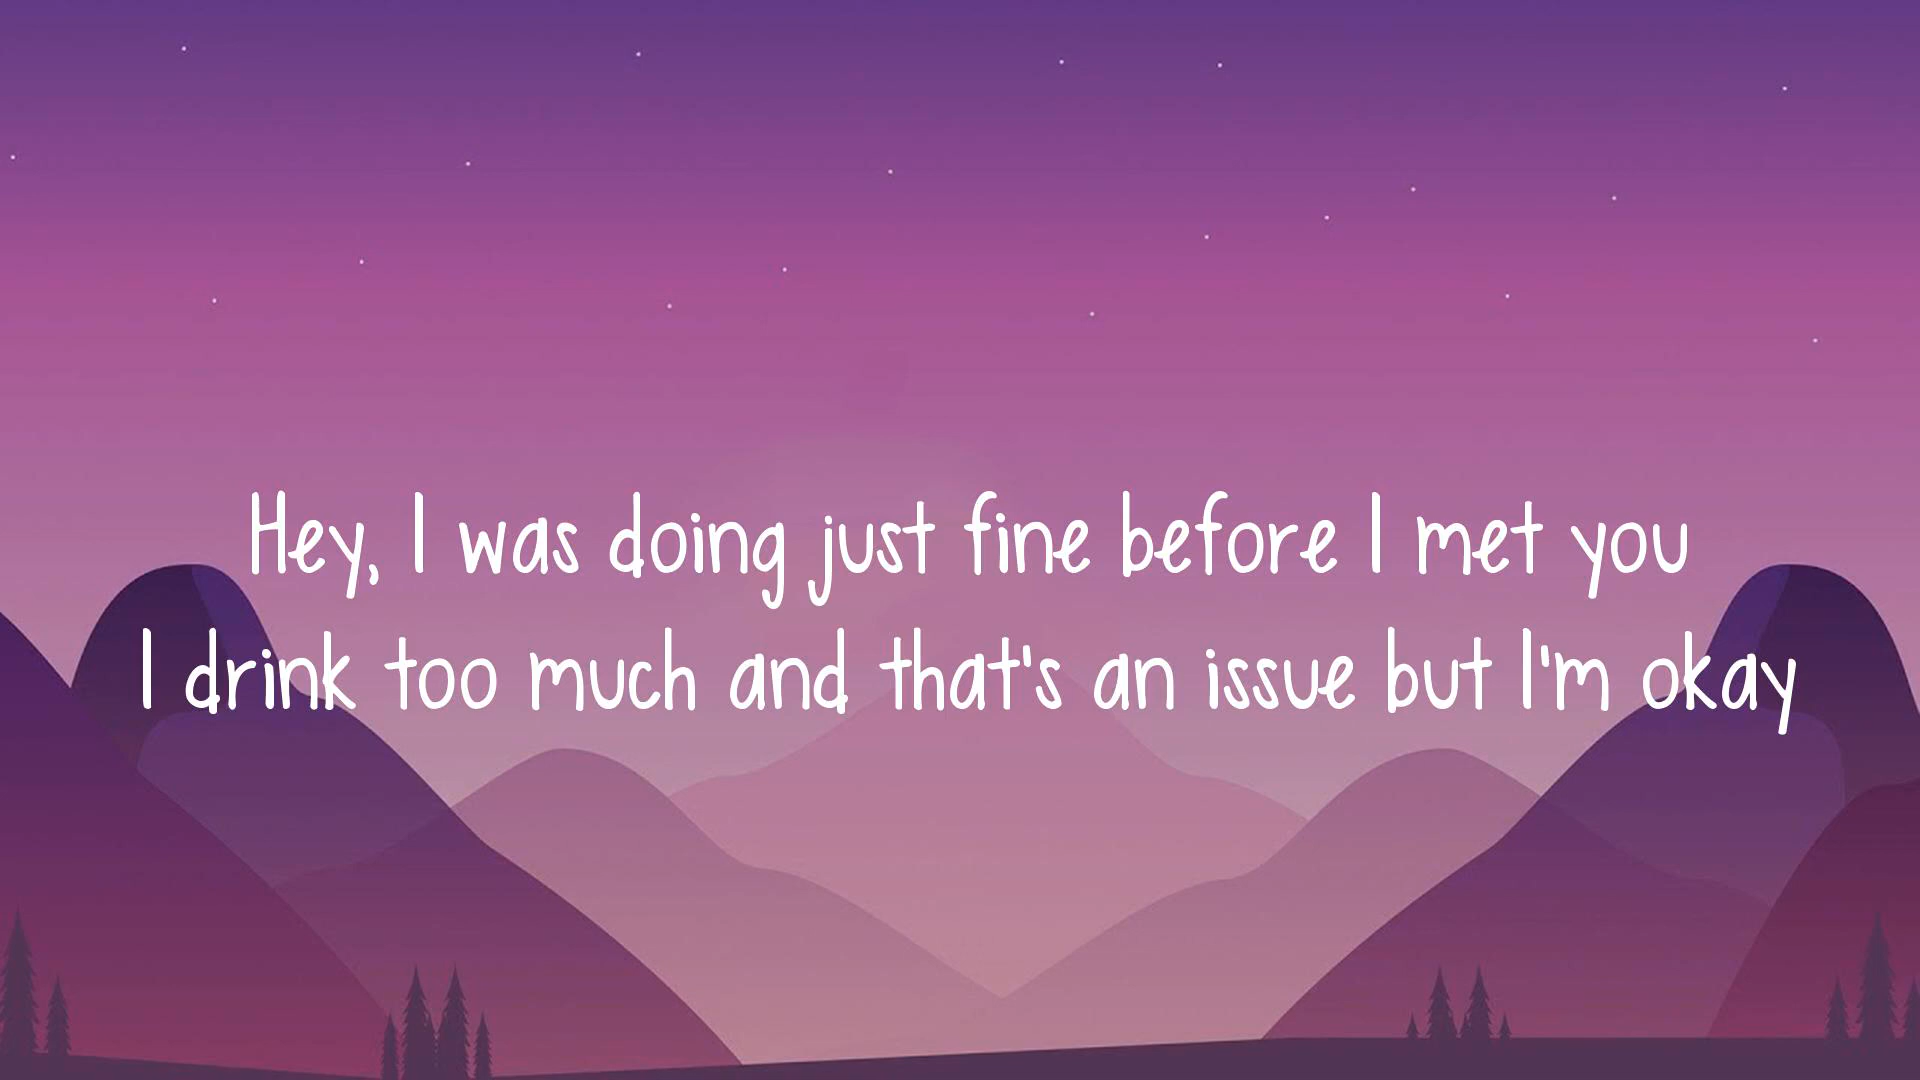 Hey, I was doing just fine before I met you
I drink too much and that's an issue but I'm okay